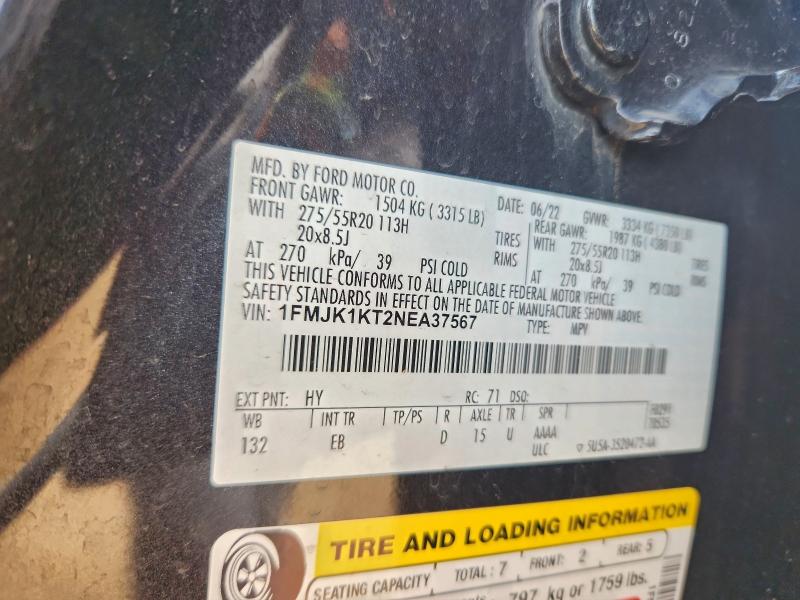 082
MFD. BY FORD MOTOR CO.
DATE: 06/22 GVWR: 3334 KG (7350 LB)
FRONT GAWR: 1504 KG (3315 LB)
REAR GAWR: 1987 KG (4380 LB)
WITH 275/55R20 113H TIRES
WITH 275/55R20 113H TIRES
20x8.5J RIMS
20x8.5J RIMS
AT 270 kPa/ 39 PSI COLD
AT 270 kPa/ 39 PSI COLD
THIS VEHICLE CONFORMS TO ALL APPLICABLE FEDERAL MOTOR VEHICLE
SAFETY STANDARDS IN EFFECT ON THE DATE OF MANUFACTURE SHOWN ABOVE.
VIN: 1FMJK1KT2NEA37567 TYPE: MPV
EXT PNT: HY RC: 71 DSO:
WB INT TR TP/PS R AXLE TR SPR
132 EB D 15 U AAAA
ULC
TIRE AND LOADING INFORMATION
SEATING CAPACITY TOTAL: 7 FRONT: 2 REAR: 5
797 kg or 1759 lbs.